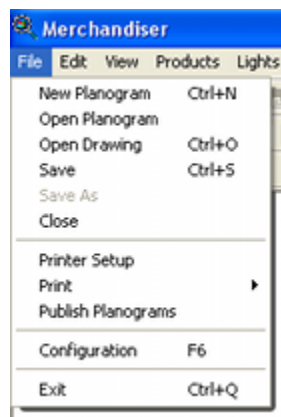 Merchandiser
File Edit View Products Lights
New Planogram Ctrl+N
Open Planogram
Open Drawing Ctrl+O
Save Ctrl+S
Save As
Close
Printer Setup
Print
Publish Planograms
Configuration F6
Exit Ctrl+Q